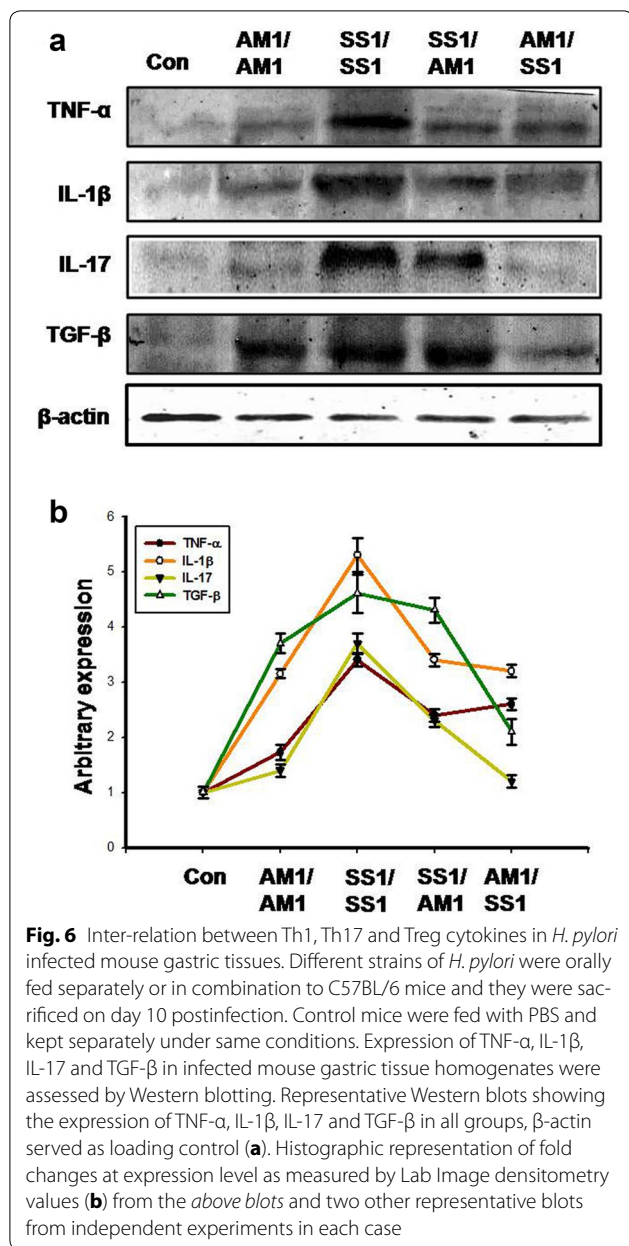 a
Con AM1/ SS1/ SS1/ AM1/
AM1 SS1 AM1 SS1
TNF-α
IL-1β
IL-17
TGF-β
β-actin
b
6
5
4
3
2
1
0
Arbitrary expression
TNF-α
IL-1β
IL-17
TGF-β
Con AM1/ SS1/ SS1/ AM1/
AM1 SS1 AM1 SS1
Fig. 6 Inter-relation between Th1, Th17 and Treg cytokines in H. pylori
infected mouse gastric tissues. Different strains of H. pylori were orally
fed separately or in combination to C57BL/6 mice and they were sac-
rificed on day 10 postinfection. Control mice were fed with PBS and
kept separately under same conditions. Expression of TNF-α, IL-1β,
IL-17 and TGF-β in infected mouse gastric tissue homogenates were
assessed by Western blotting. Representative Western blots showing
the expression of TNF-α, IL-1β, IL-17 and TGF-β in all groups, β-actin
served as loading control (a). Histographic representation of fold
changes at expression level as measured by Lab Image densitometry
values (b) from the above blots and two other representative blots
from independent experiments in each case